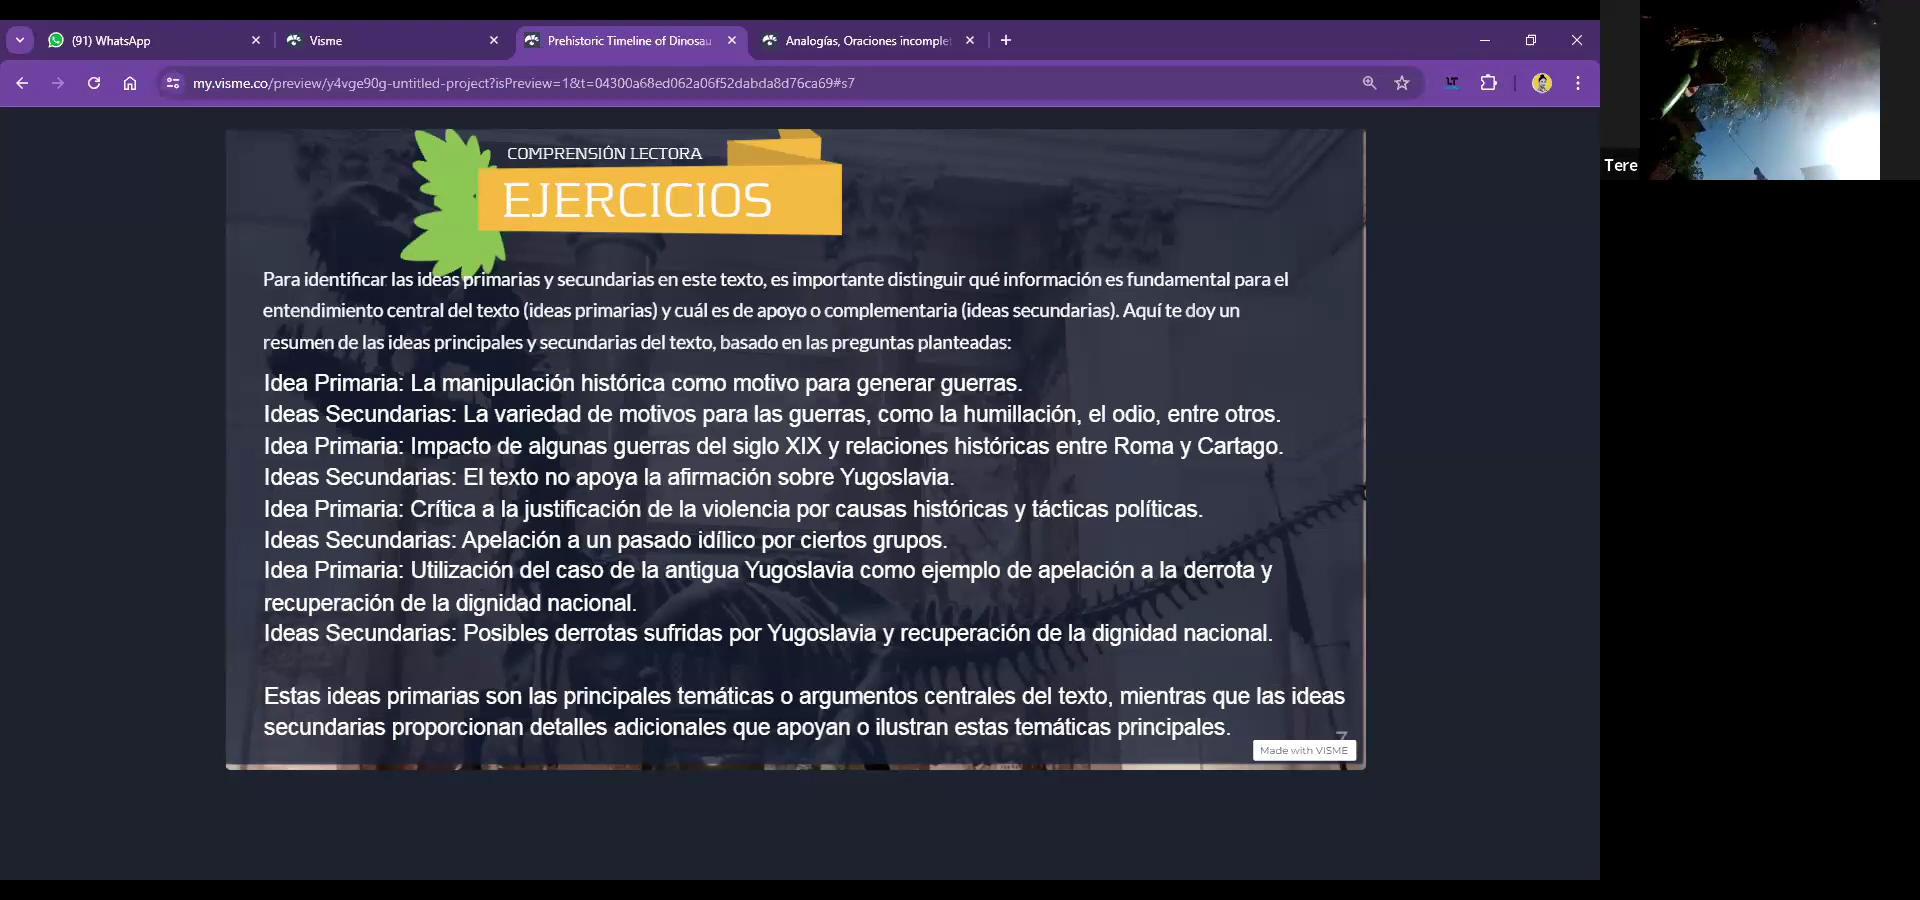 (91) WhatsApp
Visme
Prehistoric Timeline of Dinosau
Analogías, Oraciones incomplet
my.visme.co/preview/y4vge90g-untitled-project?isPreview=1&t=04300a68ed062a06f52dabda8d76ca69#s7
LT
Tere
COMPRENSIÓN LECTORA
EJERCICIOS
Para identificar las ideas primarias y secundarias en este texto, es importante distinguir qué información es fundamental para el
entendimiento central del texto (ideas primarias) y cuál es de apoyo o complementaria (ideas secundarias). Aquí te doy un
resumen de las ideas principales y secundarias del texto, basado en las preguntas planteadas:
Idea Primaria: La manipulación histórica como motivo para generar guerras.
Ideas Secundarias: La variedad de motivos para las guerras, como la humillación, el odio, entre otros.
Idea Primaria: Impacto de algunas guerras del siglo XIX y relaciones históricas entre Roma y Cartago.
Ideas Secundarias: El texto no apoya la afirmación sobre Yugoslavia.
Idea Primaria: Crítica a la justificación de la violencia por causas históricas y tácticas políticas.
Ideas Secundarias: Apelación a un pasado idílico por ciertos grupos.
Idea Primaria: Utilización del caso de la antigua Yugoslavia como ejemplo de apelación a la derrota y
recuperación de la dignidad nacional.
Ideas Secundarias: Posibles derrotas sufridas por Yugoslavia y recuperación de la dignidad nacional.
Estas ideas primarias son las principales temáticas o argumentos centrales del texto, mientras que las ideas
secundarias proporcionan detalles adicionales que apoyan o ilustran estas temáticas principales.
7
Made with VISME